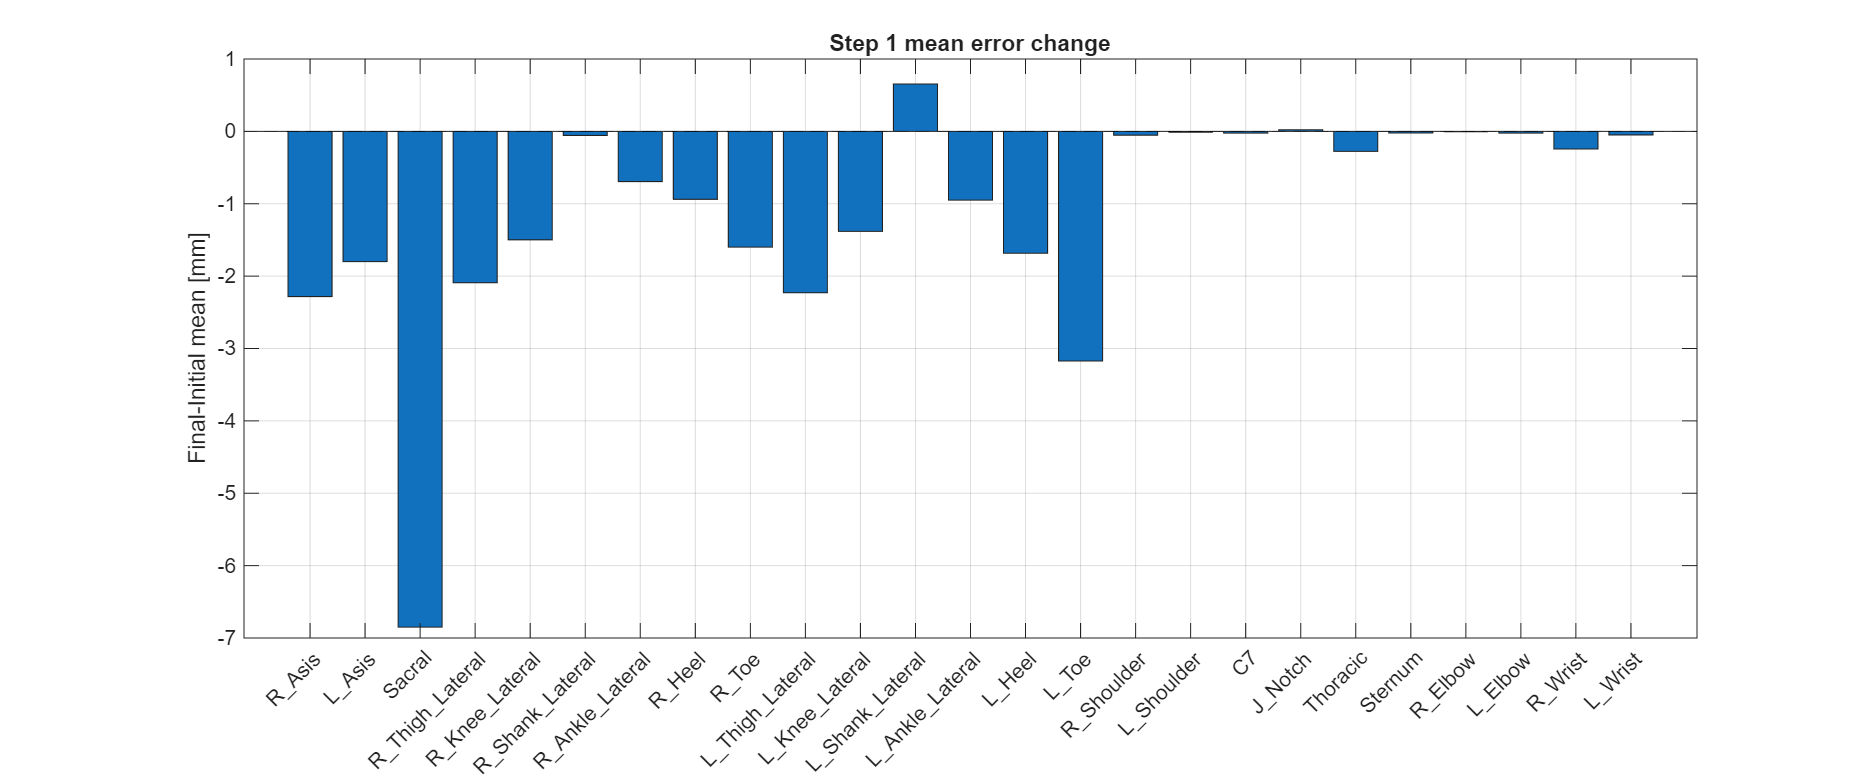 Step 1 mean error change
Final-Initial mean [mm]
1
0
-1
-2
-3
-4
-5
-6
-7
R_Asis
L_Asis
Sacral
R_Thigh_Lateral
R_Knee_Lateral
R_Shank_Lateral
R_Ankle_Lateral
R_Heel
R_Toe
L_Thigh_Lateral
L_Knee_Lateral
L_Shank_Lateral
L_Ankle_Lateral
L_Heel
L_Toe
R_Shoulder
L_Shoulder
C7
J_Notch
Thoracic
Sternum
R_Elbow
L_Elbow
R_Wrist
L_Wrist